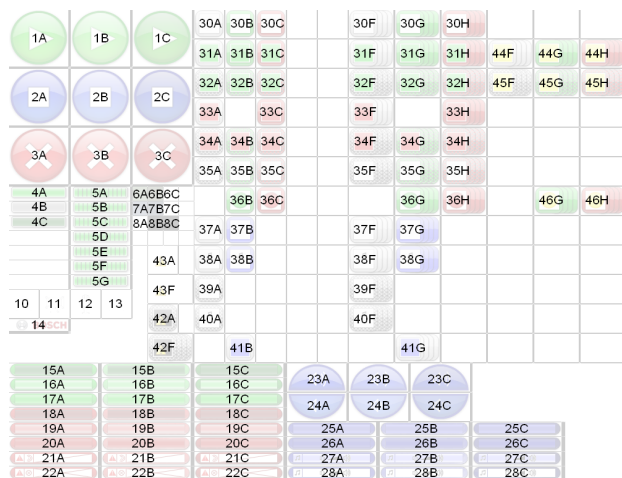 30A 30B 30C 30F 30G 30H
1A 1B 1C
31A 31B 31C 31F 31G 31H 44F 44G 44H
32A 32B 32C 32F 32G 32H 45F 45G 45H
2A 2B 2C
33A 33C 33F 33H
34A 34B 34C 34F 34G 34H
3A 3B 3C
35A 35B 35C 35F 35G 35H
4A 5A 6A6B6C
36B 36C 36G 36H 46G 46H
4B 5B 7A7B7C
4C 5C 8A8B8C
37A 37B 37F 37G
5D
5E
43A 38A 38B 38F 38G
5F
5G
43F 39A 39F
10 11 12 13
42A 40A 40F
14SCH
42F 41B 41G
15A 15B 15C
23A 23B 23C
16A 16B 16C
17A 17B 17C
24A 24B 24C
18A 18B 18C
19A 19B 19C 25A 25B 25C
20A 20B 20C 26A 26B 26C
21A 21B 21C 27A 27B 27C
22A 22B 22C 28A 28B 28C